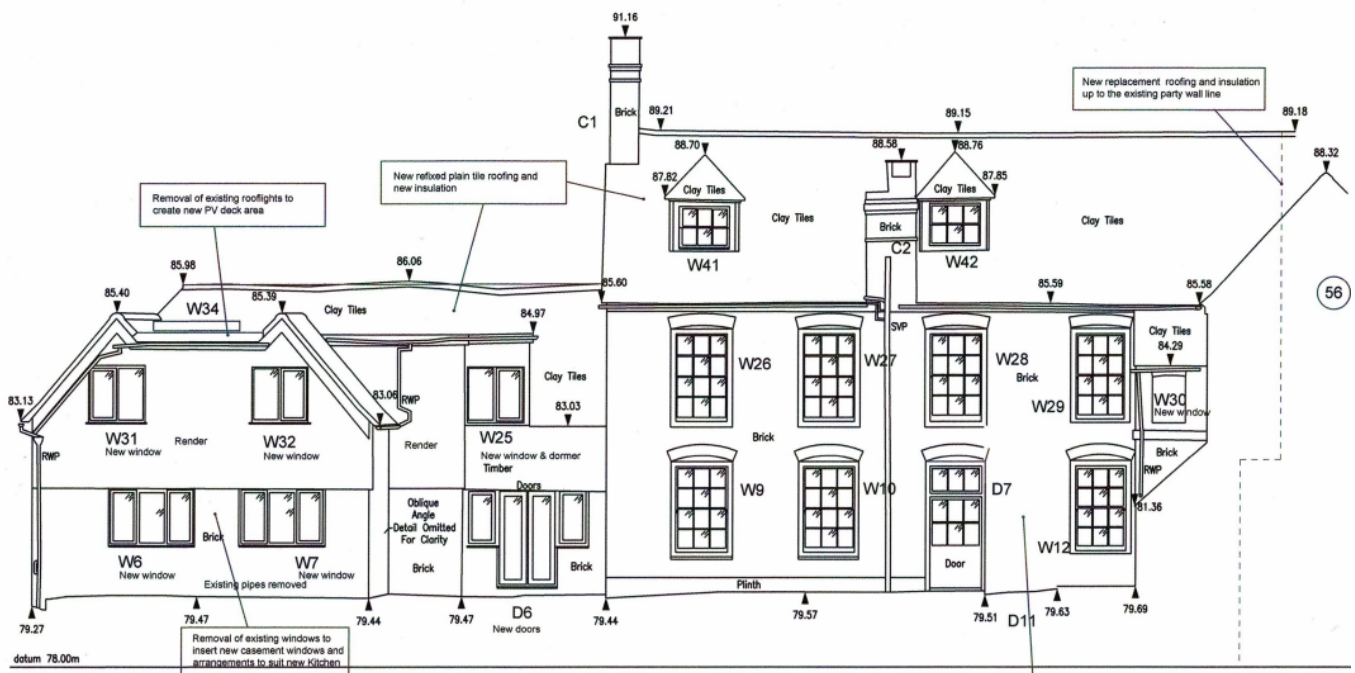 91.16
New replacement roofing and insulation
up to the existing party wall line
C1
Brick
89.21
89.15
89.18
88.70
88.58
88.76
88.32
New refixed plain tile roofing and
new insulation
87.82
Clay Tiles
Clay Tiles
87.85
Removal of existing rooflights to
create new PV deck area
Clay Tiles
Brick
Clay Tiles
C2
W41
W42
85.98
86.06
85.60
85.59
85.58
56
85.40
W34
85.39
Clay Tiles
84.97
SVP
Clay Tiles
84.29
W26
W27
W28
Brick
W29
W30
New window
Clay Tiles
83.13
83.06
RWP
83.03
W31
New window
Render
W32
New window
Render
W25
New window & dormer
Timber
Doors
Brick
Brick
RWP
RWP
W9
W10
D7
81.36
Oblique
Angle
Detail Omitted
For Clarity
Brick
W6
New window
Brick
W7
New window
Brick
Door
W12
Existing pipes removed
Plinth
79.27
79.47
79.44
79.47
D6
New doors
79.44
79.57
79.51
D11
79.63
79.69
Removal of existing windows to
insert new casement windows and
arrangements to suit new Kitchen
datum 78.00m